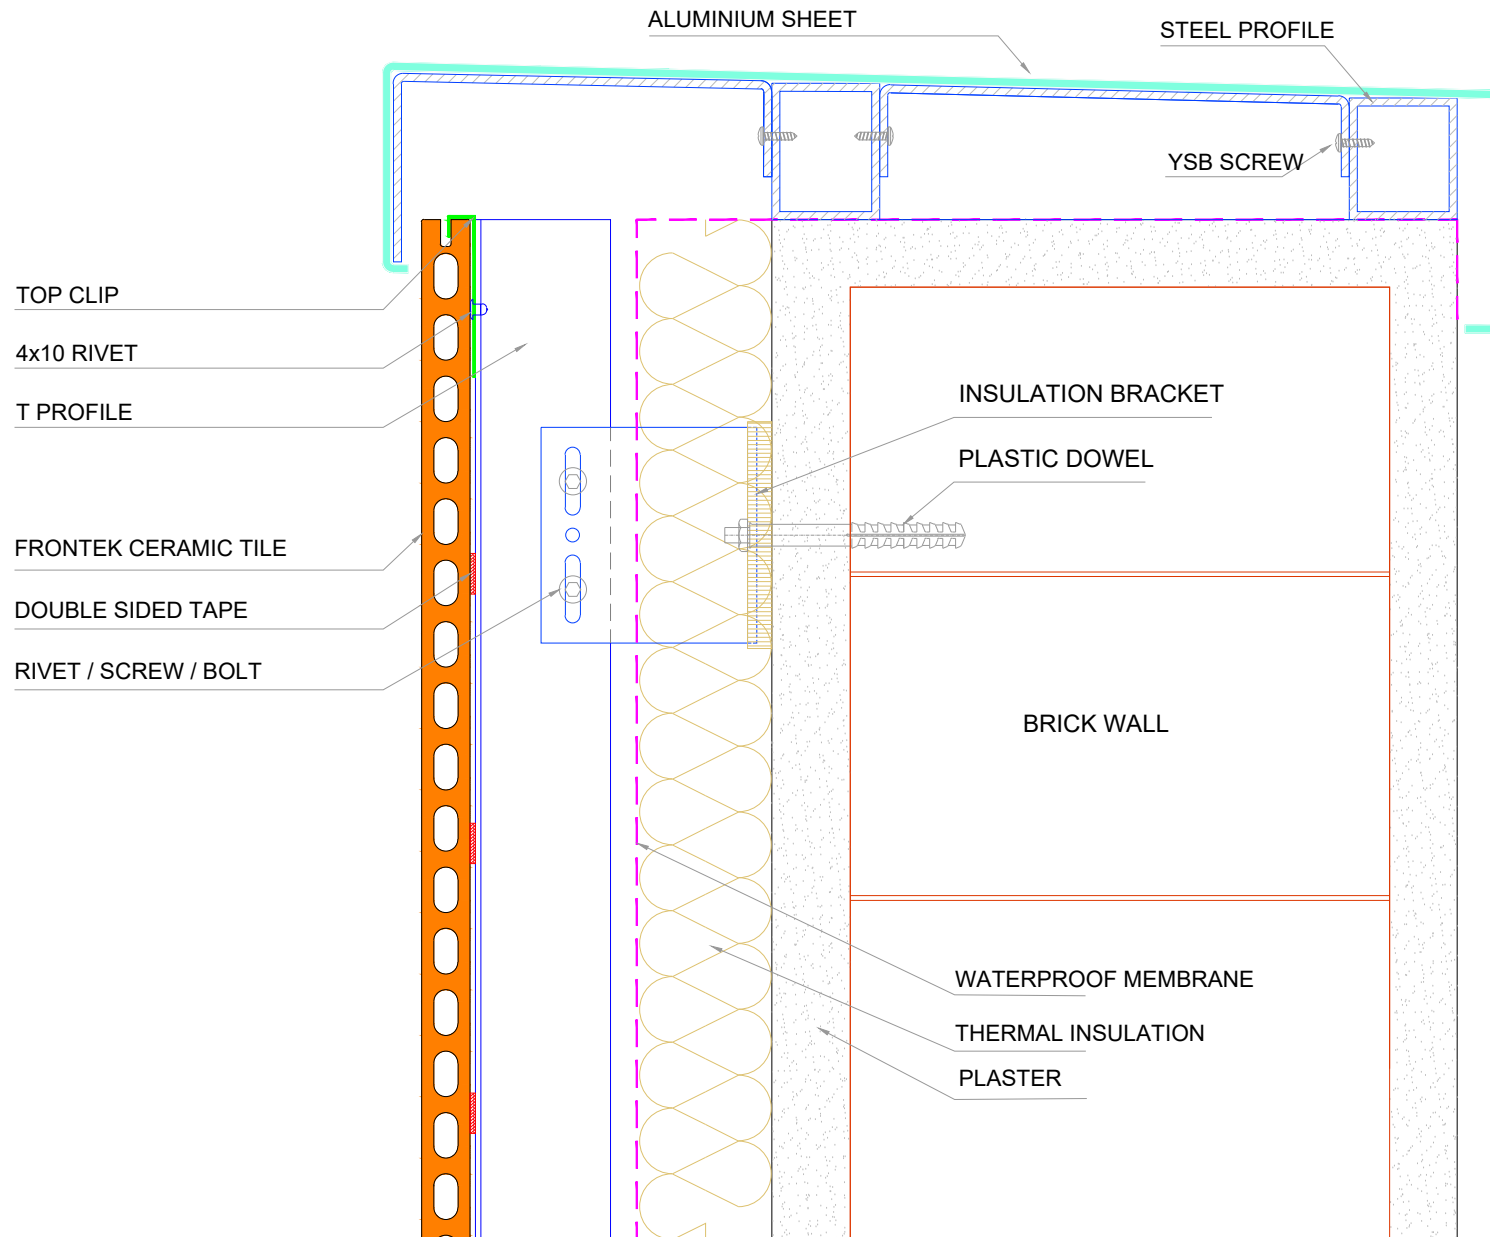 ALUMINIUM SHEET
STEEL PROFILE
YSB SCREW
TOP CLIP
4x10 RIVET
T PROFILE
INSULATION BRACKET
PLASTIC DOWEL
FRONTEK CERAMIC TILE
DOUBLE SIDED TAPE
RIVET / SCREW / BOLT
BRICK WALL
WATERPROOF MEMBRANE
THERMAL INSULATION
PLASTER